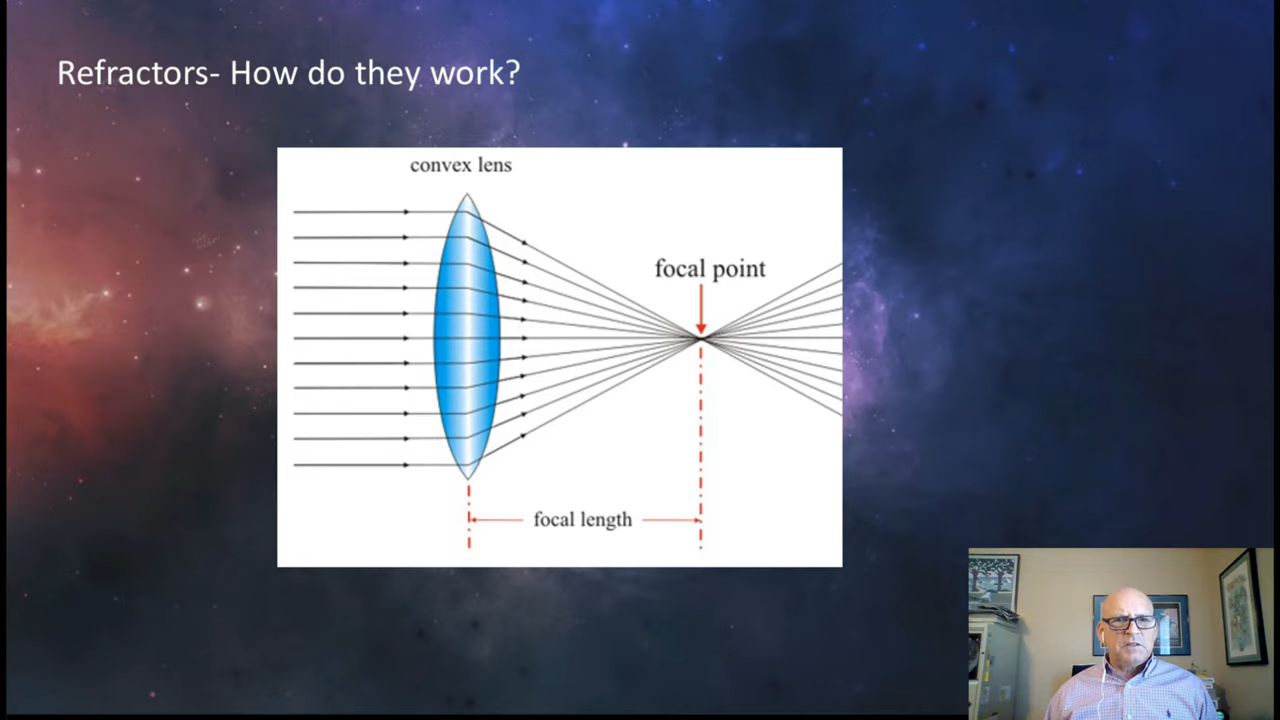 Refractors- How do they work?
convex lens
focal point
focal length